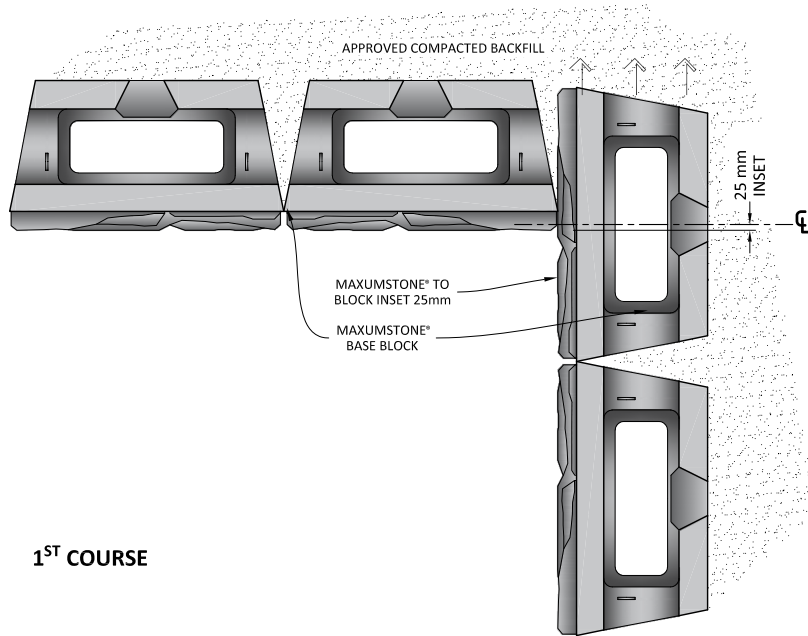 APPROVED COMPACTED BACKFILL
25 mm
INSET
℄
MAXUMSTONE® TO
BLOCK INSET 25mm
MAXUMSTONE®
BASE BLOCK
1ST COURSE